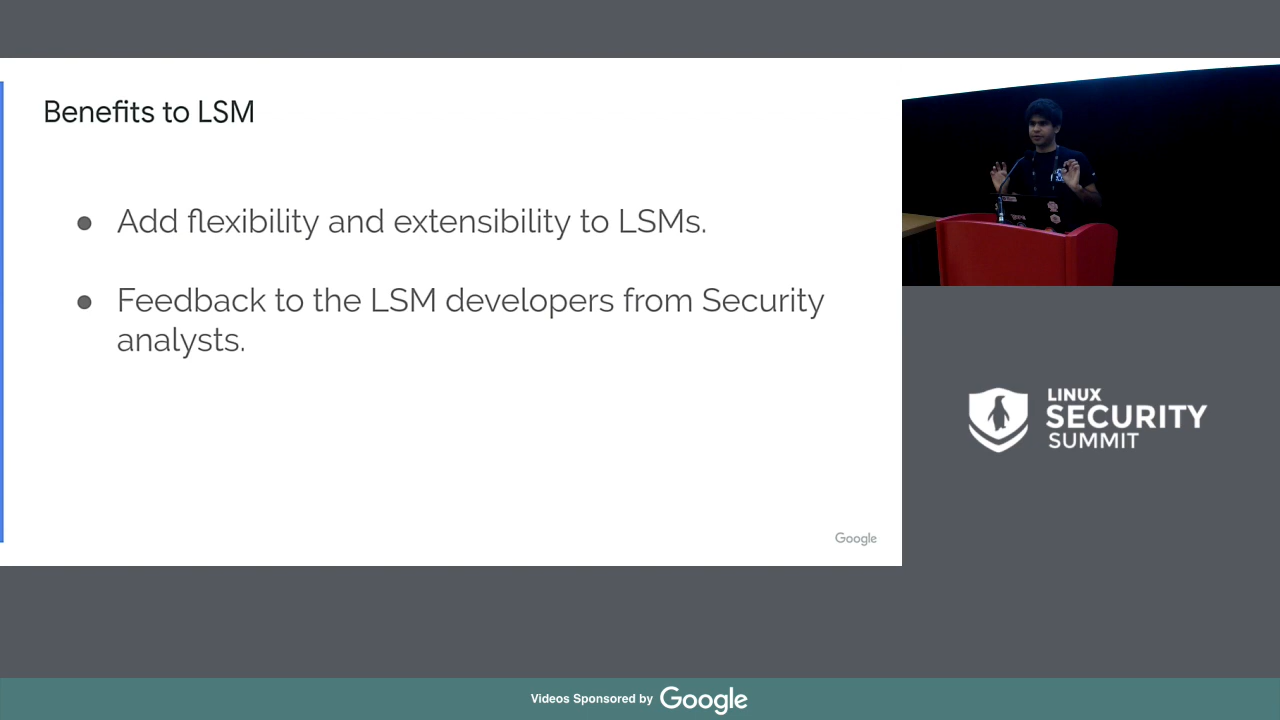 Benefits to LSM
● Add flexibility and extensibility to LSMs.
● Feedback to the LSM developers from Security
analysts.
Google
LINUX
SECURITY
SUMMIT
Videos Sponsored by Google